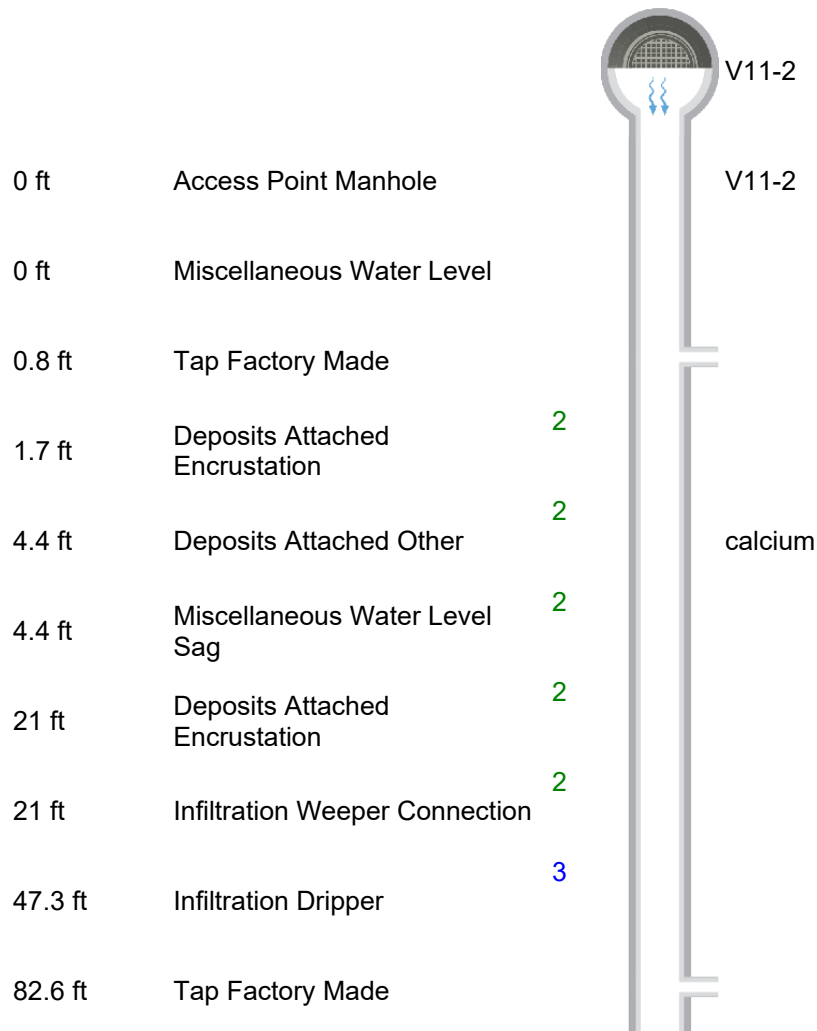 V11-2
0 ft Access Point Manhole V11-2
0 ft Miscellaneous Water Level
0.8 ft Tap Factory Made
2
1.7 ft Deposits Attached
Encrustation
2
4.4 ft Deposits Attached Other calcium
2
4.4 ft Miscellaneous Water Level
Sag
2
21 ft Deposits Attached
Encrustation
2
21 ft Infiltration Weeper Connection
3
47.3 ft Infiltration Dripper
82.6 ft Tap Factory Made